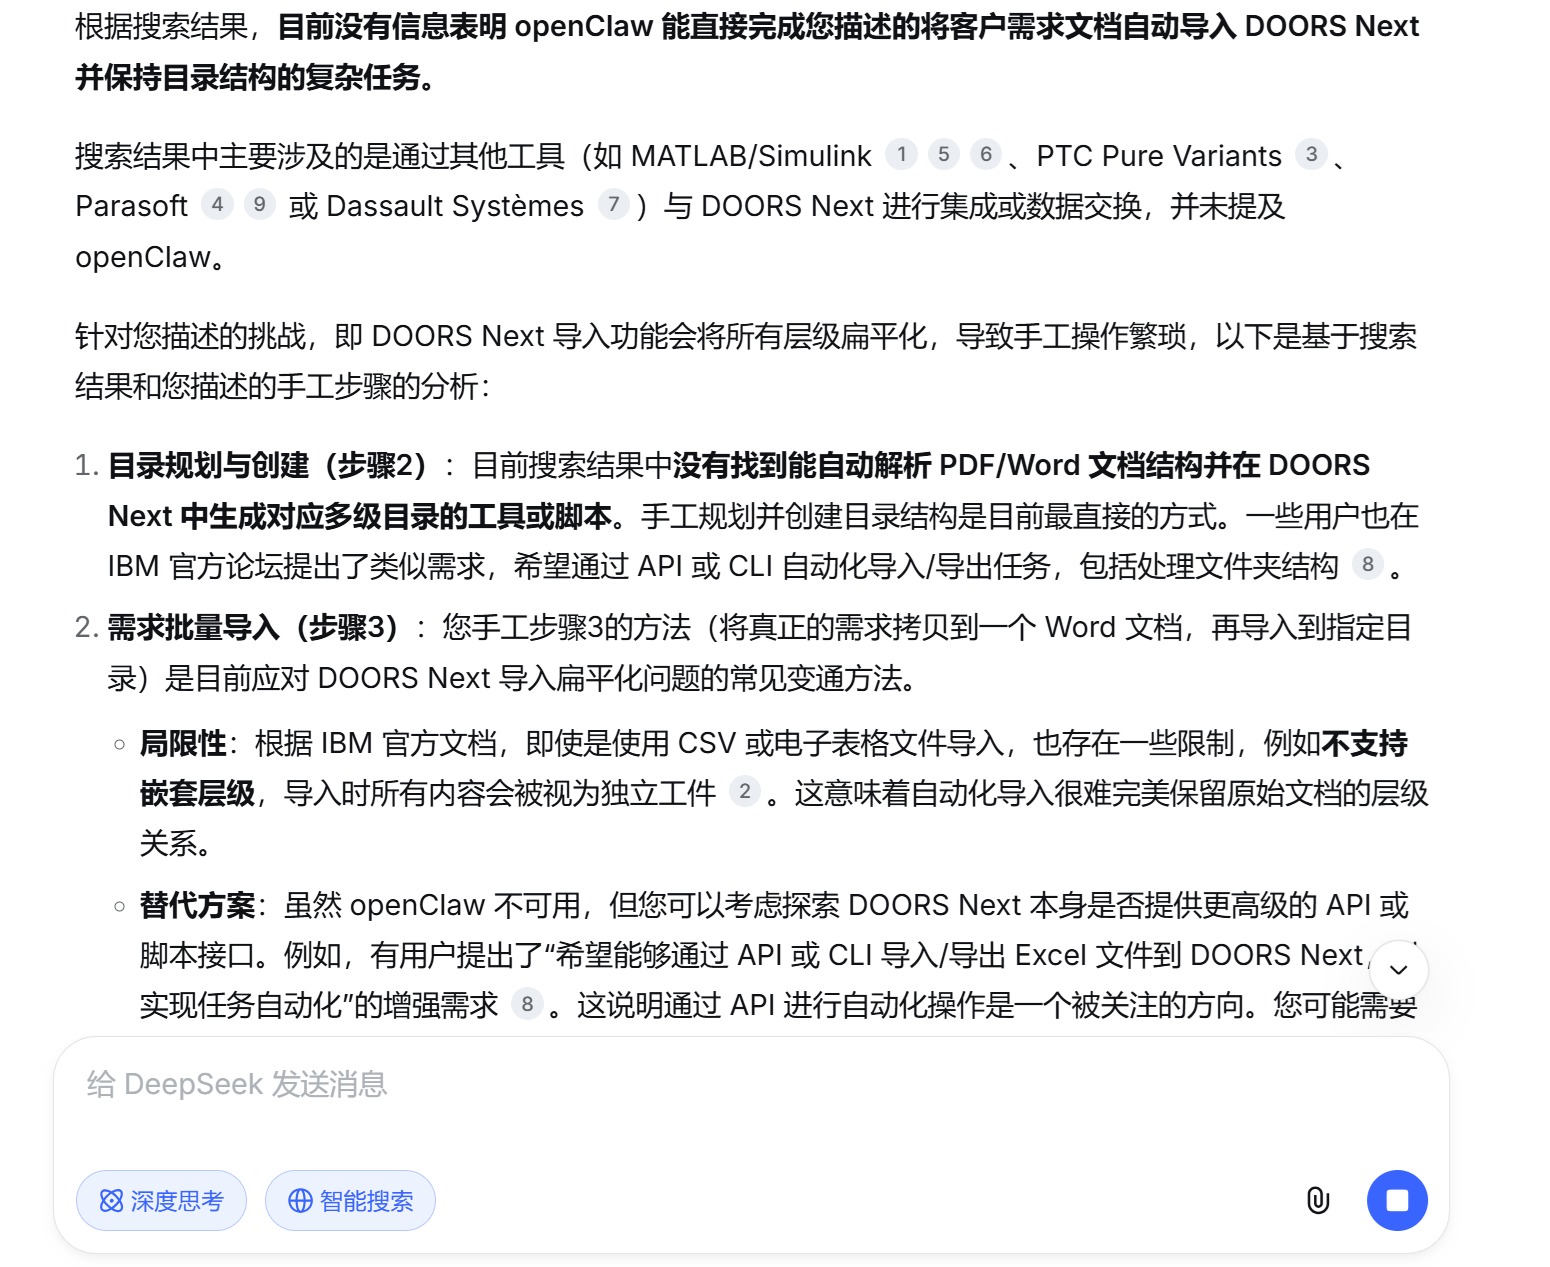 根据搜索结果，目前没有信息表明 openClaw 能直接完成您描述的将客户需求文档自动导入 DOORS Next
并保持目录结构的复杂任务。
搜索结果中主要涉及的是通过其他工具（如 MATLAB/Simulink 1 5 6 、PTC Pure Variants 3 、
Parasoft 4 9 或 Dassault Systèmes 7 ）与 DOORS Next 进行集成或数据交换，并未提及
openClaw。
针对您描述的挑战，即 DOORS Next 导入功能会将所有层级扁平化，导致手工操作繁琐，以下是基于搜索
结果和您描述的手工步骤的分析：
1. 目录规划与创建（步骤2）：目前搜索结果中没有找到能自动解析 PDF/Word 文档结构并在 DOORS
Next 中生成对应多级目录的工具或脚本。手工规划并创建目录结构是目前最直接的方式。一些用户也在
IBM 官方论坛提出了类似需求，希望通过 API 或 CLI 自动化导入/导出任务，包括处理文件夹结构 8 。
2. 需求批量导入（步骤3）：您手工步骤3的方法（将真正的需求拷贝到一个 Word 文档，再导入到指定目
录）是目前应对 DOORS Next 导入扁平化问题的常见变通方法。
○ 局限性：根据 IBM 官方文档，即使是使用 CSV 或电子表格文件导入，也存在一些限制，例如不支持
嵌套层级，导入时所有内容会被视为独立工件 2 。这意味着自动化导入很难完美保留原始文档的层级
关系。
○ 替代方案：虽然 openClaw 不可用，但您可以考虑探索 DOORS Next 本身是否提供更高级的 API 或
脚本接口。例如，有用户提出了“希望能够通过 API 或 CLI 导入/导出 Excel 文件到 DOORS Next，
实现任务自动化”的增强需求 8 。这说明通过 API 进行自动化操作是一个被关注的方向。您可能需要
给 DeepSeek 发送消息
深度思考 智能搜索